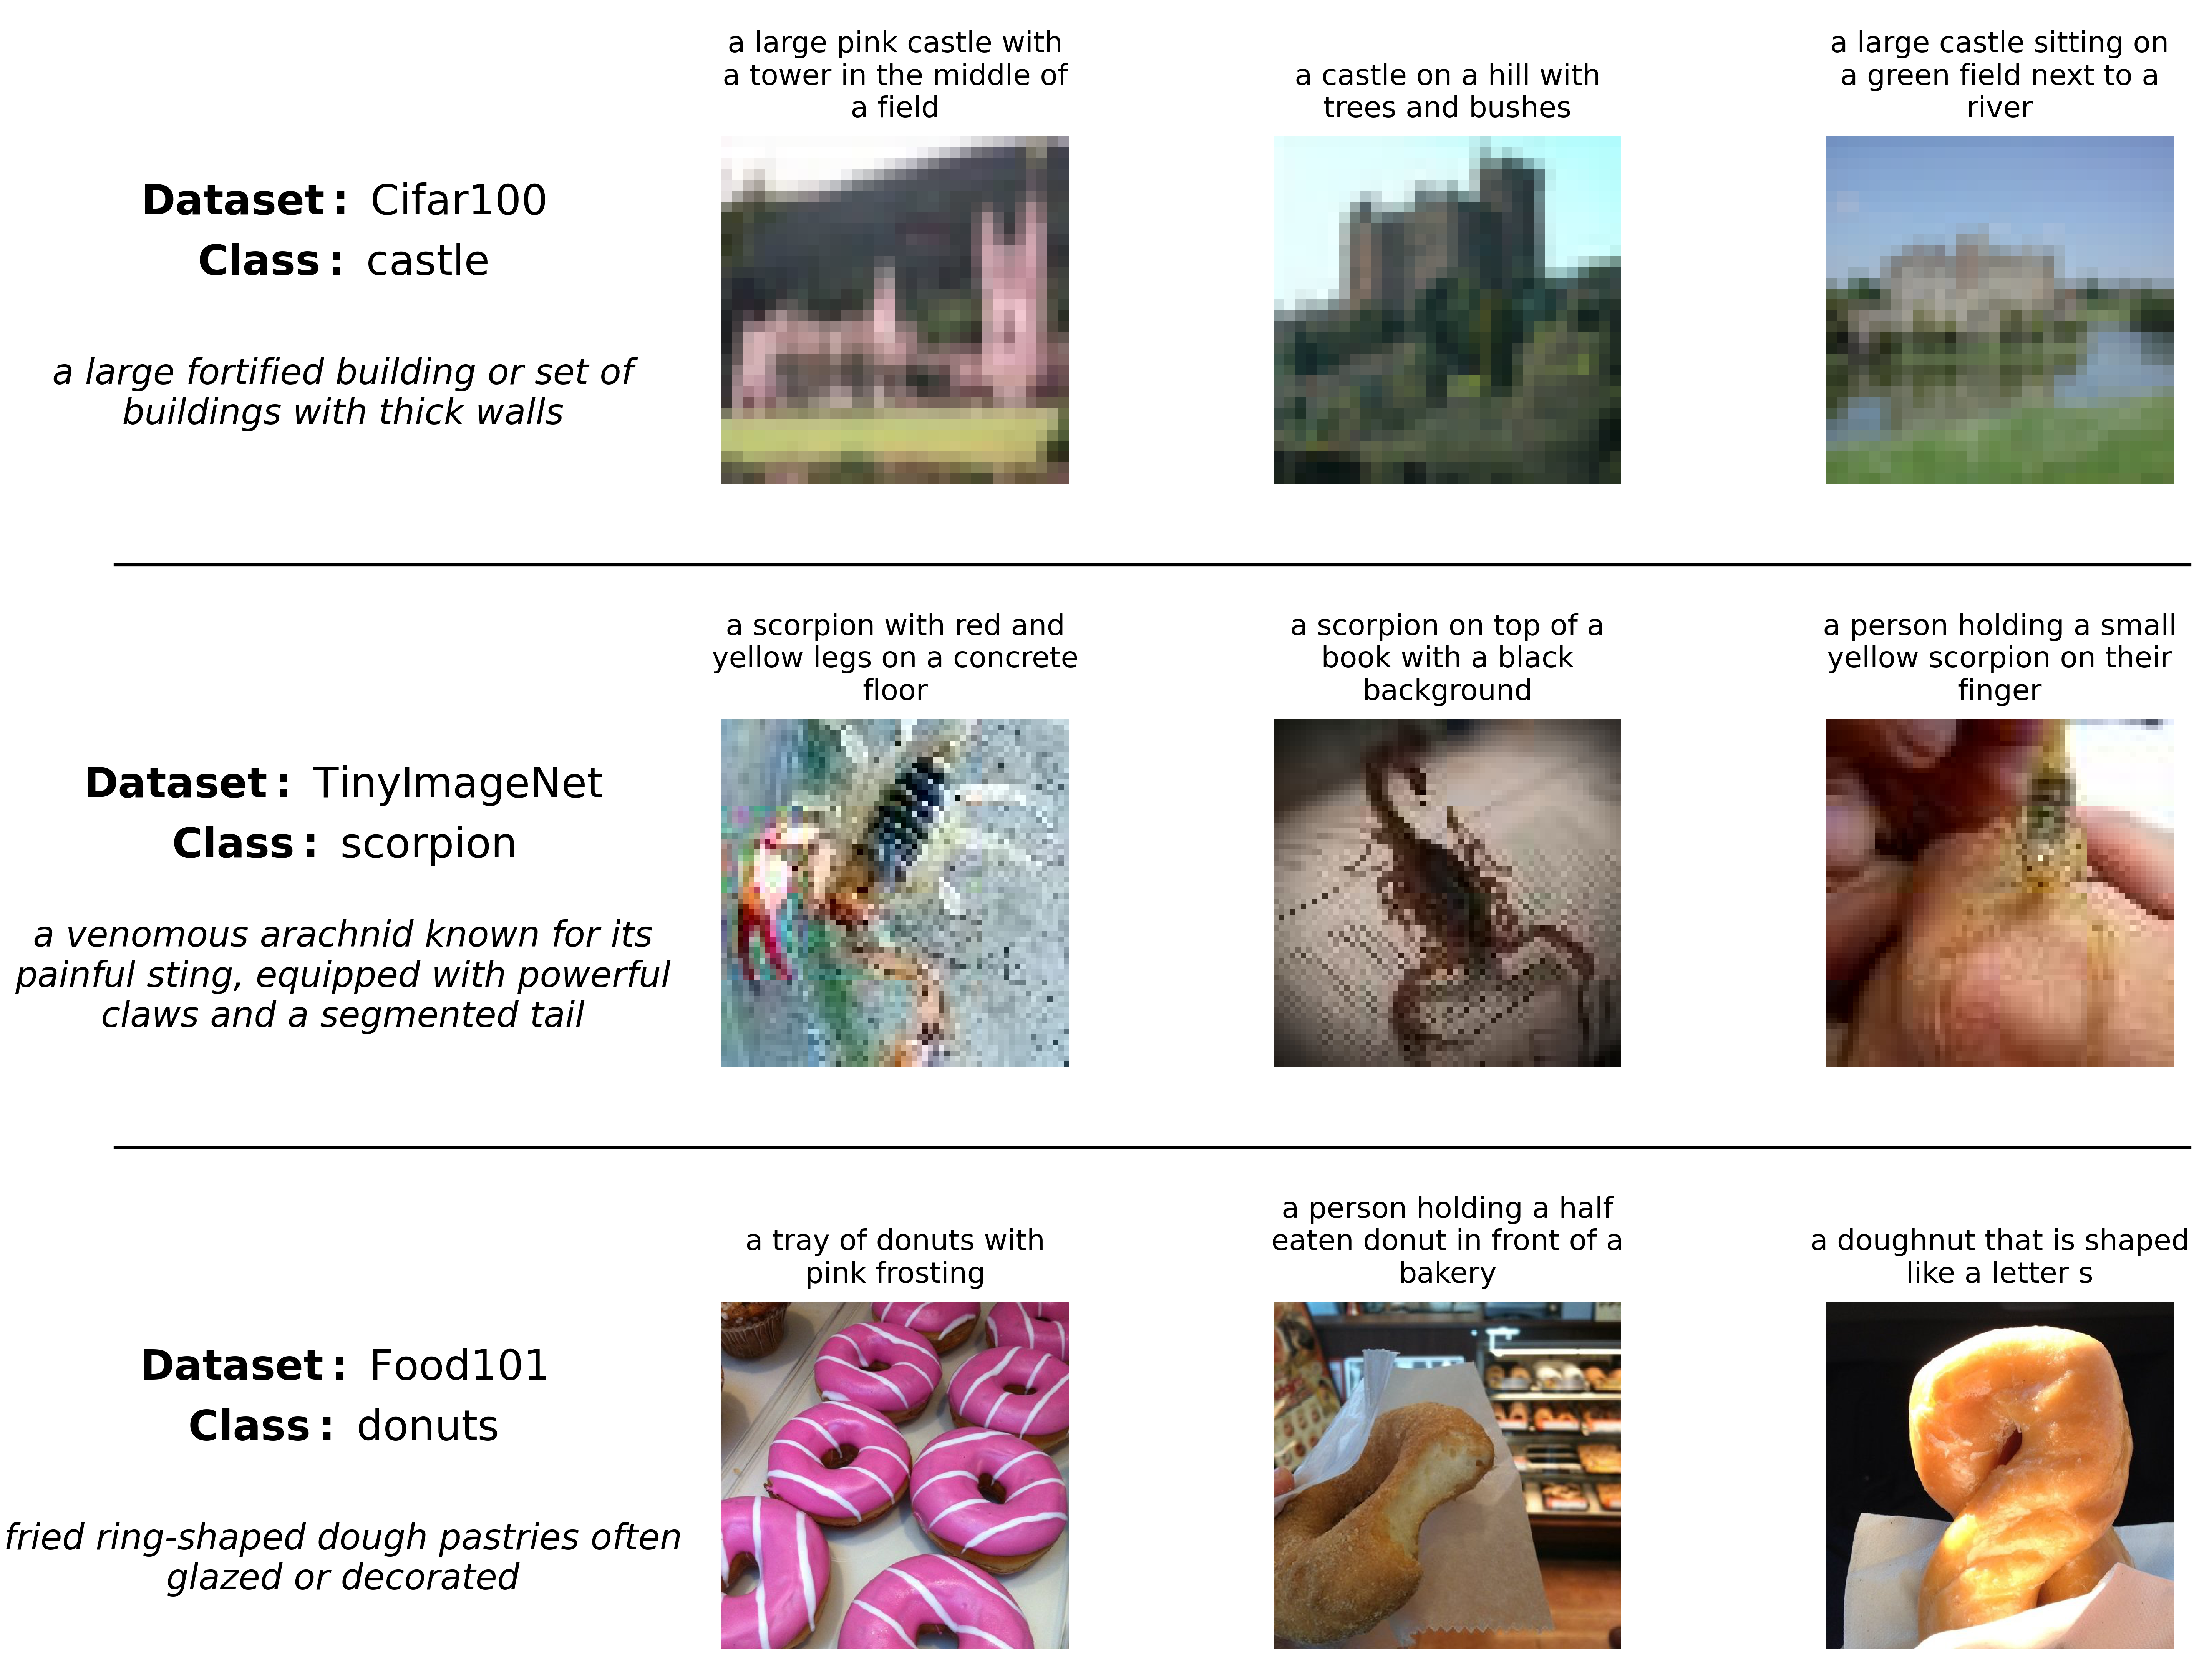 a large pink castle with
a tower in the middle of
a field
a castle on a hill with
trees and bushes
a large castle sitting on
a green field next to a
river
Dataset: Cifar100
Class: castle
a large fortified building or set of
buildings with thick walls
a scorpion with red and
yellow legs on a concrete
floor
a scorpion on top of a
book with a black
background
a person holding a small
yellow scorpion on their
finger
Dataset: TinyImageNet
Class: scorpion
a venomous arachnid known for its
painful sting, equipped with powerful
claws and a segmented tail
a tray of donuts with
pink frosting
a person holding a half
eaten donut in front of a
bakery
a doughnut that is shaped
like a letter s
Dataset: Food101
Class: donuts
fried ring-shaped dough pastries often
glazed or decorated